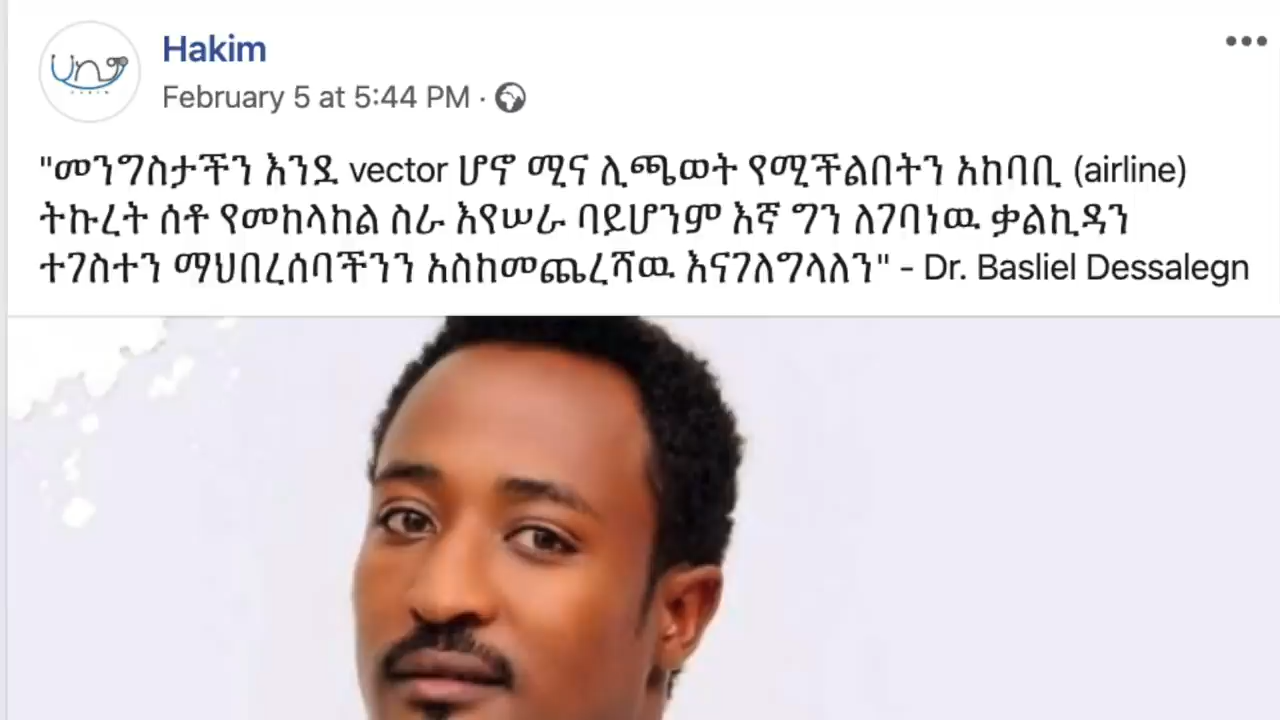 Hakim
February 5 at 5:44 PM ·
"መንግስታችን እንደ vector ሆኖ ሚና ሊጫወት የሚችልበትን አከባቢ (airline)
ትኩረት ሰቶ የመከላከል ስራ እየሠራ ባይሆንም እኛ ግን ለገባነዉ ቃልኪዳን
ተገስተን ማህበረሰባችንን አስከመጨረሻዉ እናገለግላለን" - Dr. Basliel Dessalegn